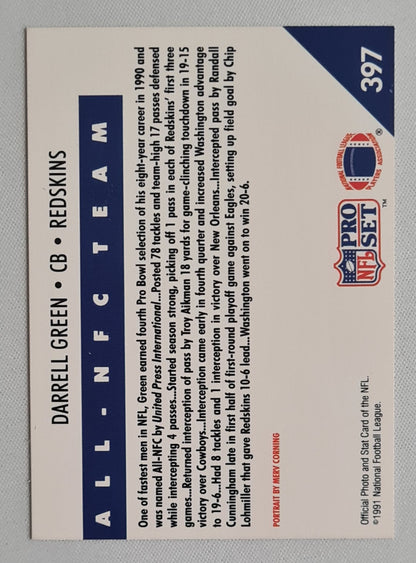 DARRELL GREEN • CB • REDSKINS
ALL-NFC TEAM
One of fastest men in NFL, Green earned fourth Pro Bowl selection of his eight-year career in 1990 and
was named All-NFC by United Press International...Posted 78 tackles and team-high 17 passes defensed
while intercepting 4 passes...Started season strong, picking off 1 pass in each of Redskins' first three
games...Returned interception of pass by Troy Aikman 18 yards for game-clinching touchdown in 19-15
victory over Cowboys...Interception came early in fourth quarter and increased Washington advantage
to 19-6...Had 8 tackles and 1 interception in victory over New Orleans...Intercepted pass by Randall
Cunningham late in first half of first-round playoff game against Eagles, setting up field goal by Chip
Lohmiller that gave Redskins 10-6 lead...Washington went on to win 20-6.
PORTRAIT BY MERV CORNING
Official Photo and Stat Card of the NFL.
©1991 National Football League.
PRO
NFL SET
TM
NATIONAL FOOTBALL LEAGUE
PLAYERS ASSOCIATION
®
397